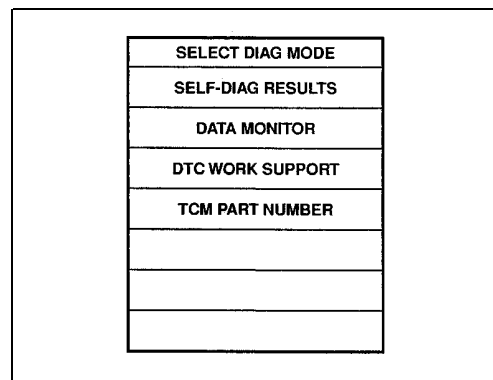 SELECT DIAG MODE
SELF-DIAG RESULTS
DATA MONITOR
DTC WORK SUPPORT
TCM PART NUMBER